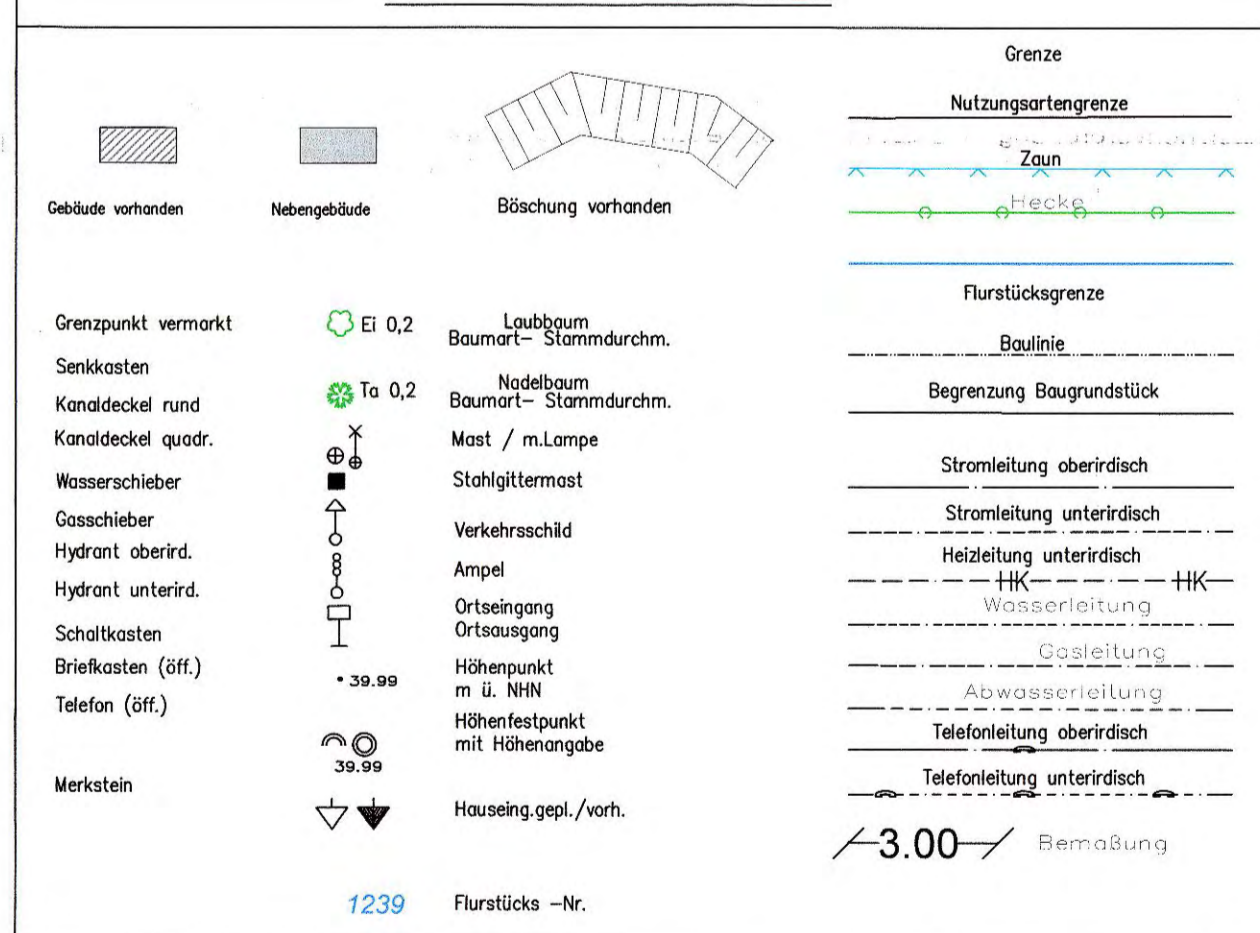 Gebäude vorhanden
Nebengebäude
Böschung vorhanden
Grenzpunkt vermarkt
Senkkasten
Kanaldeckel rund
Kanaldeckel quadr.
Wasserschieber
Gasschieber
Hydrant oberird.
Hydrant unterird.
Schaltkasten
Briefkasten (öff.)
Telefon (öff.)
Merkstein
Ei 0,2
Laubbaum
Baumart– Stammdurchm.
Ta 0,2
Nadelbaum
Baumart– Stammdurchm.
Mast / m.Lampe
Stahlgittermast
Verkehrsschild
Ampel
Ortseingang
Ortsausgang
39.99
Höhenpunkt
m ü. NHN
Höhenfestpunkt
mit Höhenangabe
39.99
Hauseing.gepl./vorh.
1239
Flurstücks –Nr.
Grenze
Nutzungsartengrenze
Zaun
Hecke
Flurstücksgrenze
Baulinie
Begrenzung Baugrundstück
Stromleitung oberirdisch
Stromleitung unterirdisch
Heizleitung unterirdisch
HK HK
Wasserleitung
Gasleitung
Abwasserleitung
Telefonleitung oberirdisch
Telefonleitung unterirdisch
3.00 Bemaßung